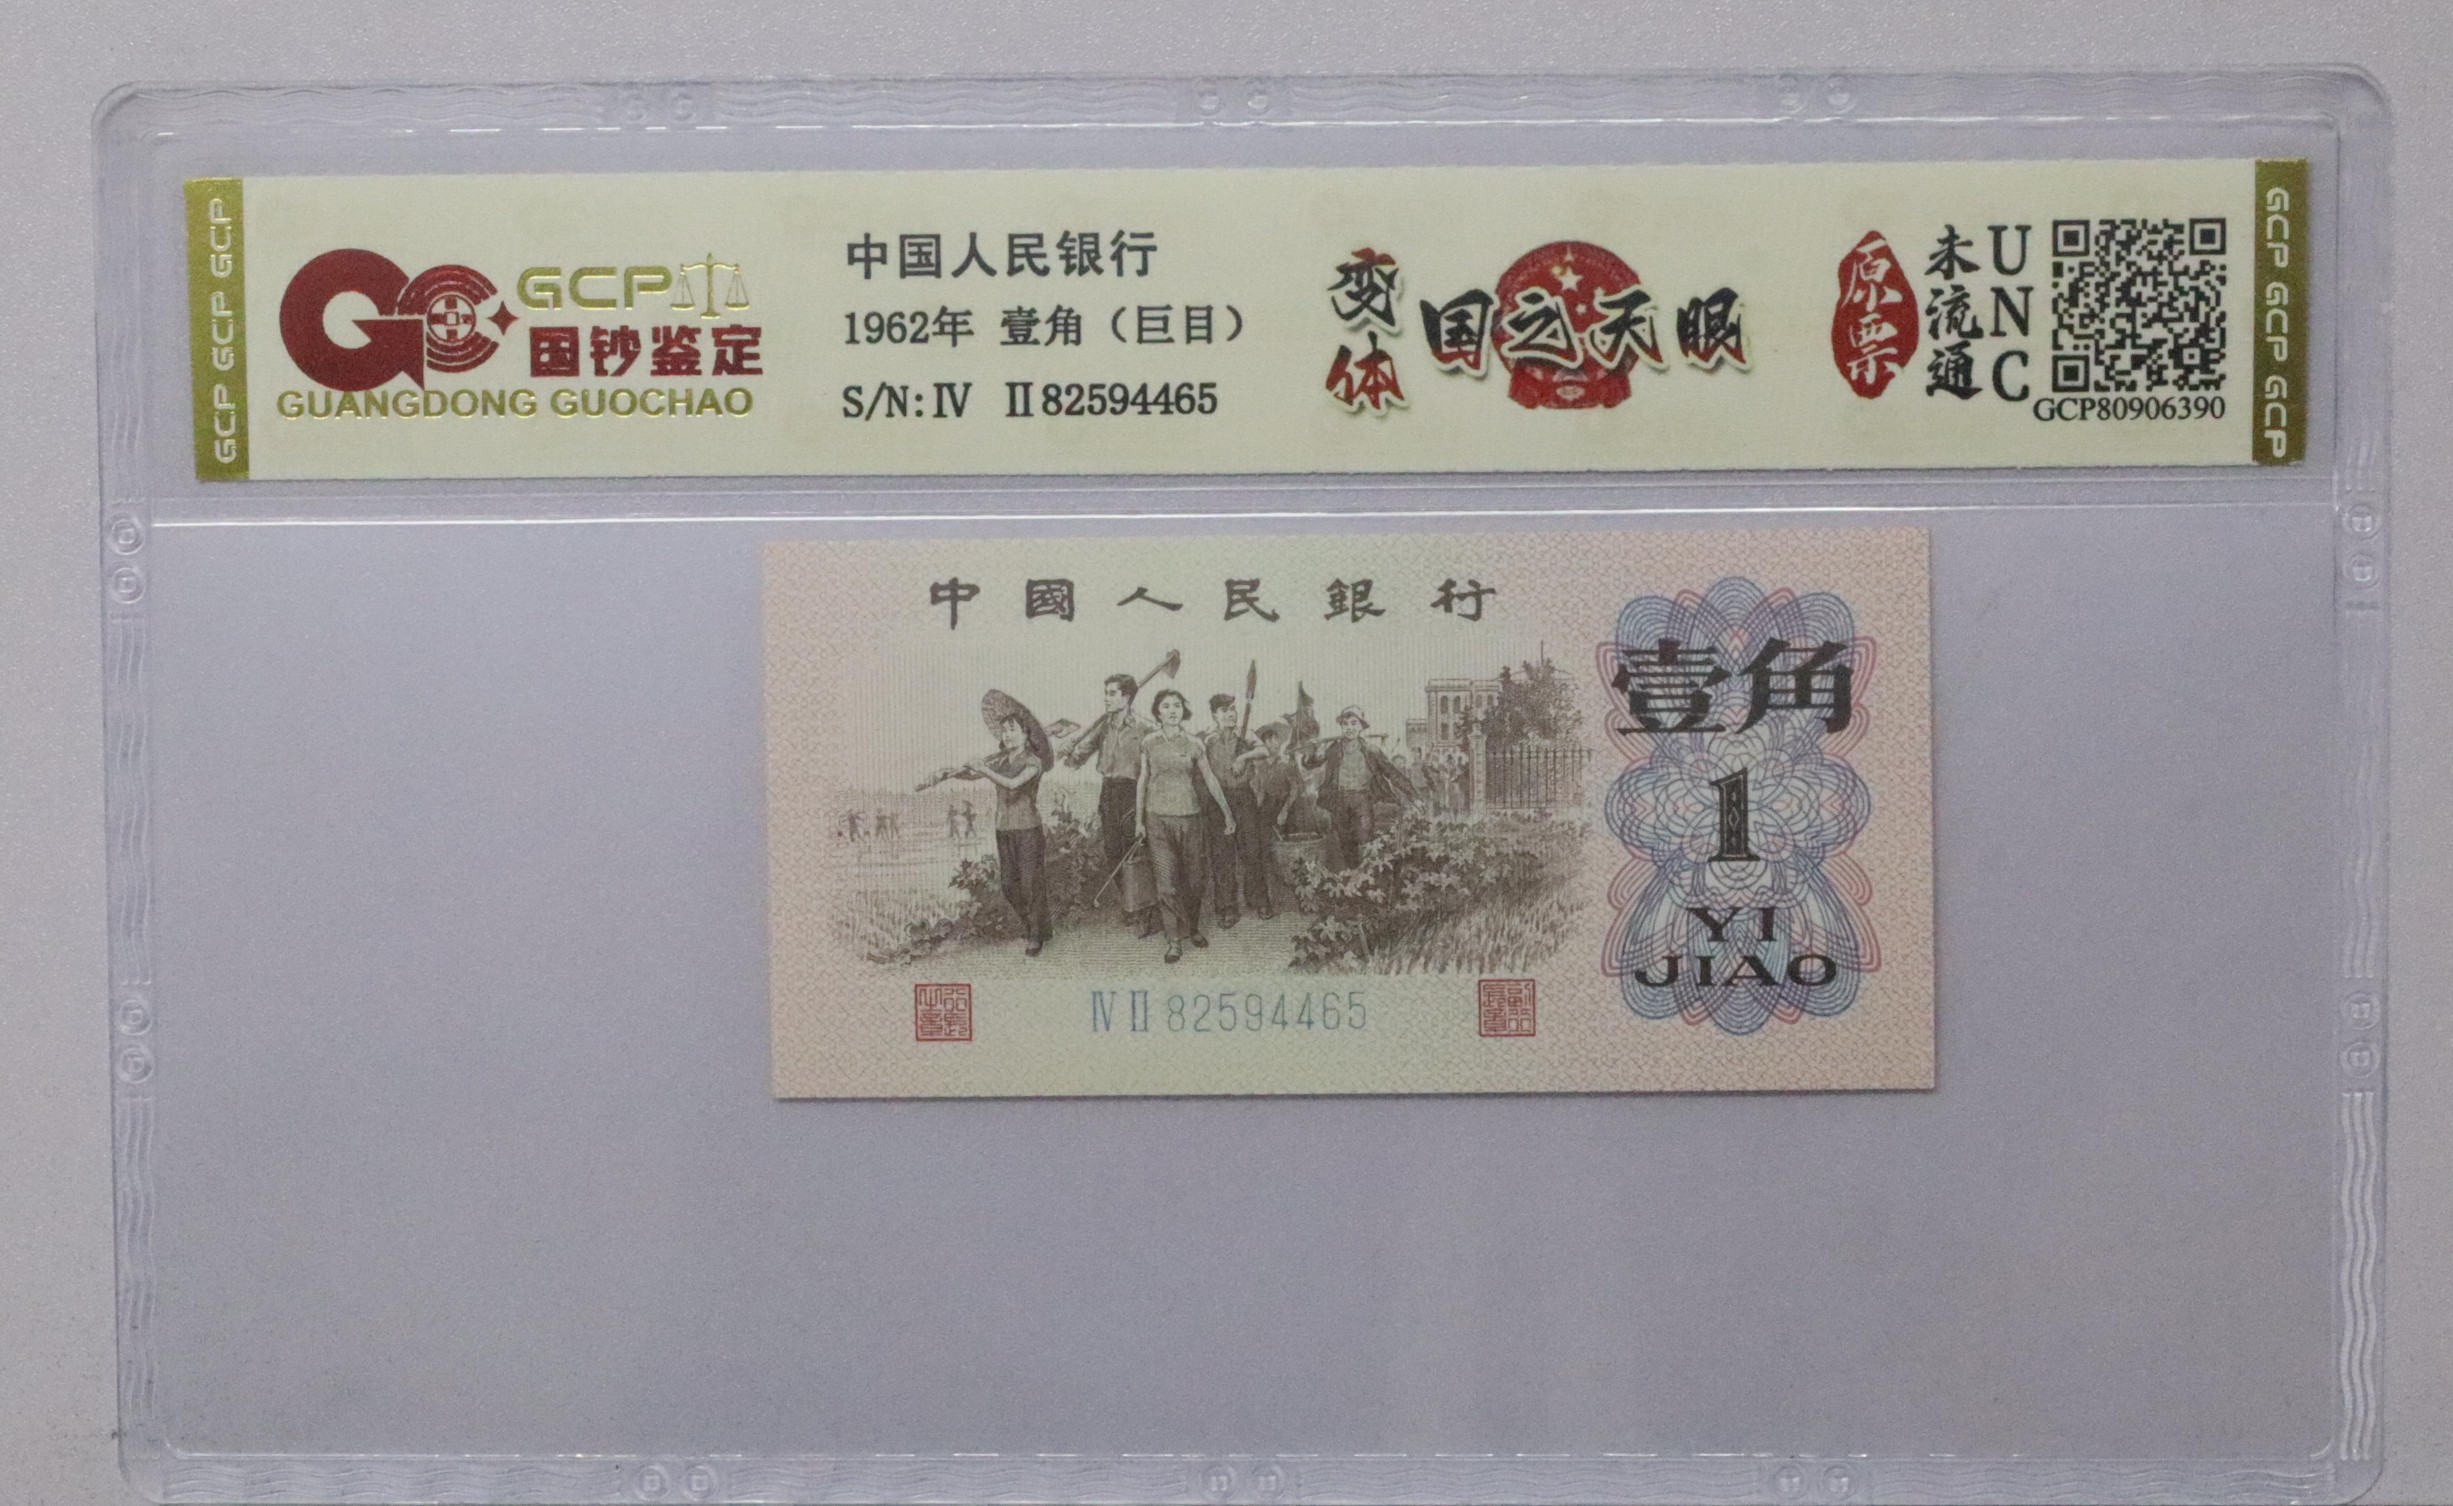 GCP GCP GCP
GCP
国钞鉴定
GUANGDONG GUOCHAO
中国人民银行
1962年 壹角（巨目）
S/N: IV II 82594465
变体
国之天眼
原票
未流通
UNC
GCP80906390
GCP GCP GCP
中國人民銀行
壹角
1
YI
JIAO
IV II 82594465